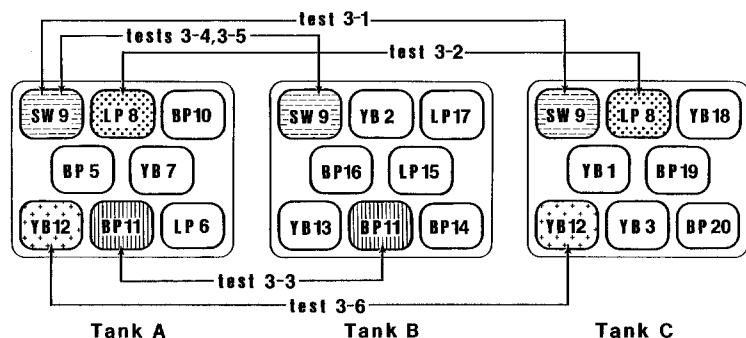 test 3-1
tests 3-4,3-5
test 3-2
SW 9 LP 8 BP10 SW 9 YB 2 LP17 SW 9 LP 8 YB18
BP 5 YB 7 BP16 LP15 YB 1 BP19
YB12 BP11 LP 6 YB13 BP11 BP14 YB12 YB 3 BP 20
test 3-3
test 3-6
Tank A Tank B Tank C